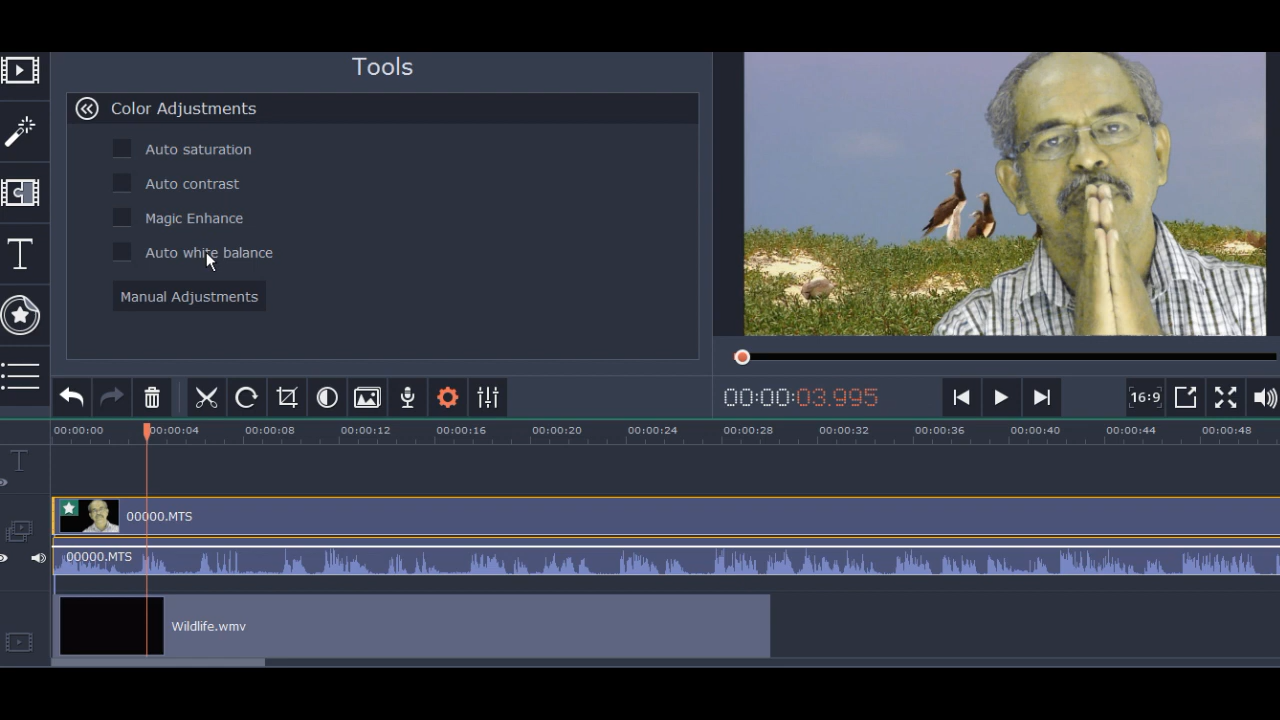 Tools
Color Adjustments
Auto saturation
Auto contrast
Magic Enhance
Auto white balance
Manual Adjustments
00:00:03.995
16:9
00:00:00 00:00:04 00:00:08 00:00:12 00:00:16 00:00:20 00:00:24 00:00:28 00:00:32 00:00:36 00:00:40 00:00:44 00:00:48
00000.MTS
00000.MTS
Wildlife.wmv